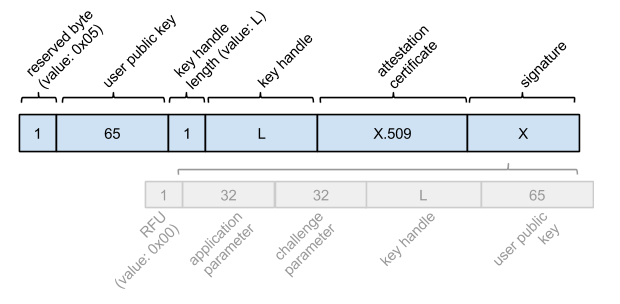 reserved byte
(value: 0x05)
user public key
key handle
length (value: L)
key handle
attestation
certificate
signature
1
65
1
L
X.509
X
1
32
32
L
65
RFU
(value: 0x00)
application
parameter
challenge
parameter
key handle
user public
key